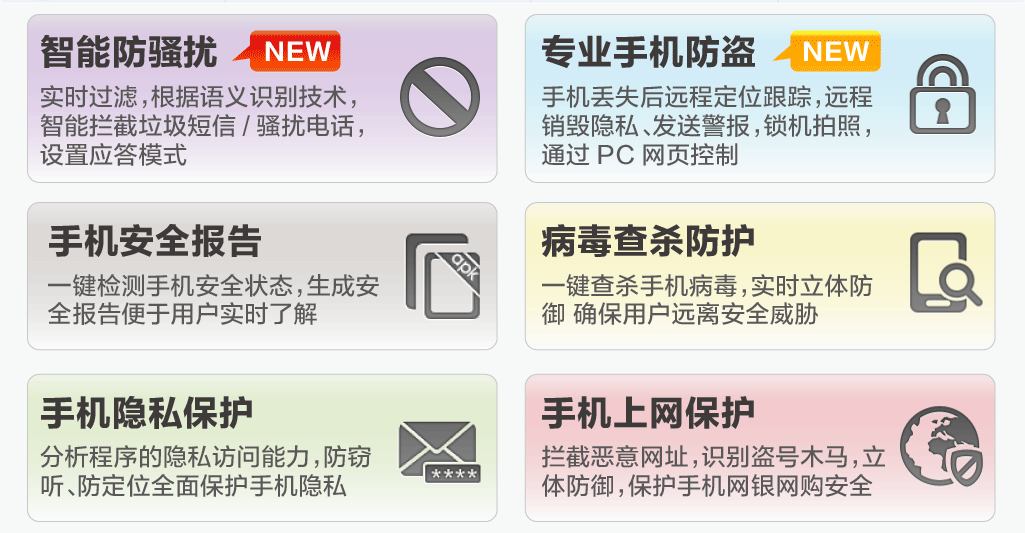 智能防骚扰 NEW
实时过滤,根据语义识别技术,
智能拦截垃圾短信 / 骚扰电话,
设置应答模式
专业手机防盗 NEW
手机丢失后远程定位跟踪,远程
销毁隐私、发送警报,锁机拍照,
通过 PC 网页控制
手机安全报告
一键检测手机安全状态,生成安
全报告便于用户实时了解
apk
病毒查杀防护
一键查杀手机病毒,实时立体防
御 确保用户远离安全威胁
手机隐私保护
分析程序的隐私访问能力,防窃
听、防定位全面保护手机隐私
****
手机上网保护
拦截恶意网址,识别盗号木马,立
体防御,保护手机网银网购安全